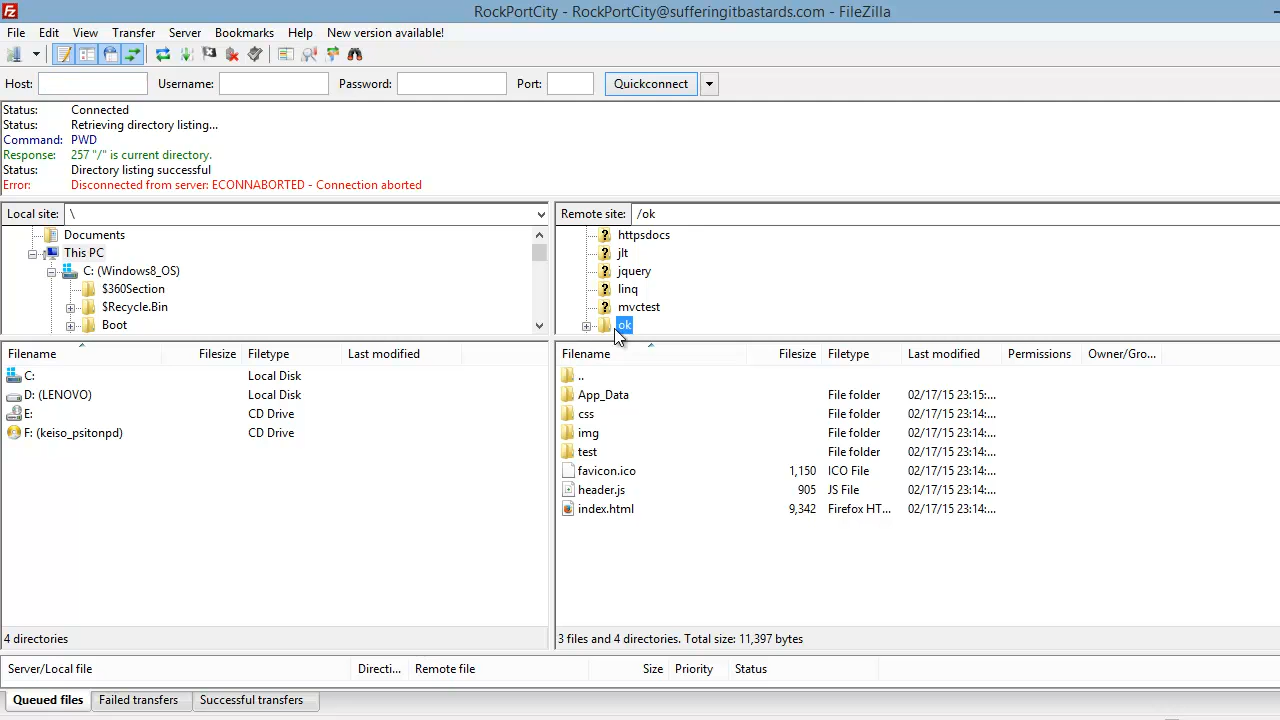 RockPortCity - RockPortCity@sufferingitbastards.com - FileZilla
File Edit View Transfer Server Bookmarks Help New version available!
Host: Username: Password: Port: Quickconnect
Status: Connected
Status: Retrieving directory listing...
Command: PWD
Response: 257 "/" is current directory.
Status: Directory listing successful
Error: Disconnected from server: ECONNABORTED - Connection aborted
Local site: \
Documents
This PC
C: (Windows8_OS)
$360Section
$Recycle.Bin
Boot
Filename Filesize Filetype Last modified
C: Local Disk
D: (LENOVO) Local Disk
E: CD Drive
F: (keiso_psitonpd) CD Drive
4 directories
Remote site: /ok
httpsdocs
jlt
jquery
linq
mvctest
ok
Filename Filesize Filetype Last modified Permissions Owner/Gro...
..
App_Data File folder 02/17/15 23:15:...
css File folder 02/17/15 23:14:...
img File folder 02/17/15 23:14:...
test File folder 02/17/15 23:14:...
favicon.ico 1,150 ICO File 02/17/15 23:14:...
header.js 905 JS File 02/17/15 23:14:...
index.html 9,342 Firefox HT... 02/17/15 23:14:...
3 files and 4 directories. Total size: 11,397 bytes
Server/Local file Directi... Remote file Size Priority Status
Queued files Failed transfers Successful transfers